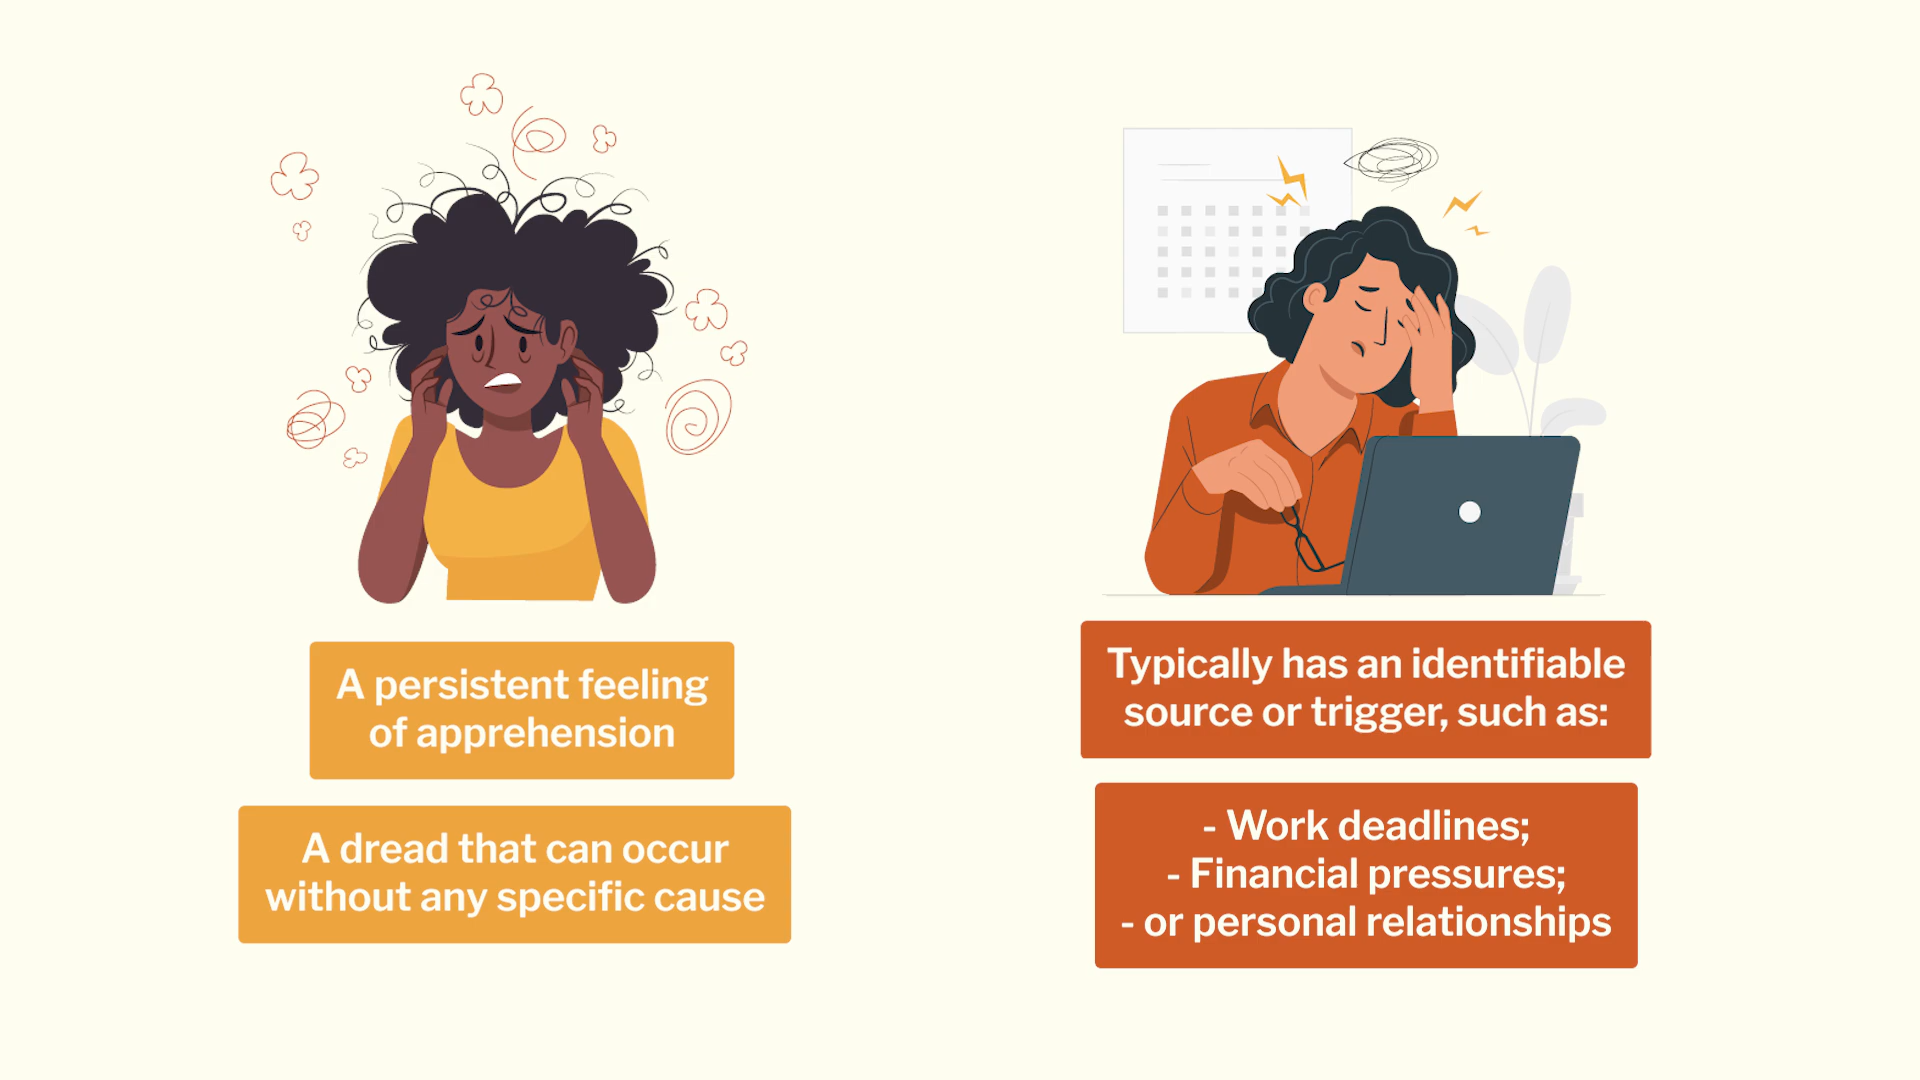 A persistent feeling
of apprehension
A dread that can occur
without any specific cause
Typically has an identifiable
source or trigger, such as:
- Work deadlines;
- Financial pressures;
- or personal relationships